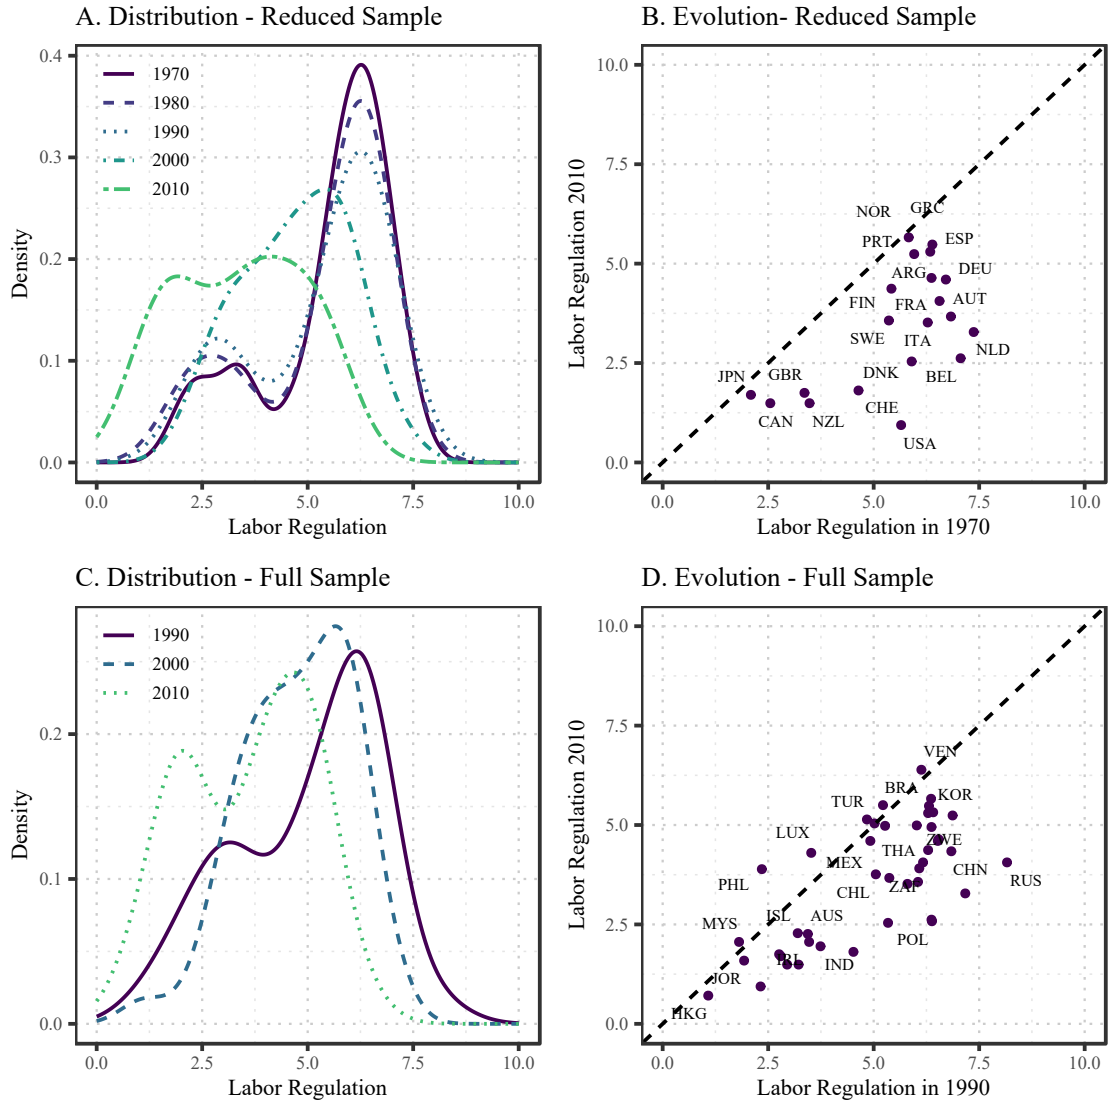 A. Distribution - Reduced Sample
0.4
0.3
0.2
0.1
0.0
Density
1970
1980
1990
2000
2010
0.0 2.5 5.0 7.5 10.0
Labor Regulation
B. Evolution- Reduced Sample
10.0
7.5
5.0
2.5
0.0
Labor Regulation 2010
NOR GRC
PRT ESP
ARG DEU
FIN FRA AUT
SWE ITA NLD
JPN GBR DNK BEL
CAN NZL CHE
USA
0.0 2.5 5.0 7.5 10.0
Labor Regulation in 1970
C. Distribution - Full Sample
0.2
0.1
0.0
Density
1990
2000
2010
0.0 2.5 5.0 7.5 10.0
Labor Regulation
D. Evolution - Full Sample
10.0
7.5
5.0
2.5
0.0
Labor Regulation 2010
VEN
BRA KOR
TUR
LUX ZWE
MEX THA CHN
PHL CHL ZAF RUS
MYS ISL AUS
POL
JOR IRL IND
HKG
0.0 2.5 5.0 7.5 10.0
Labor Regulation in 1990